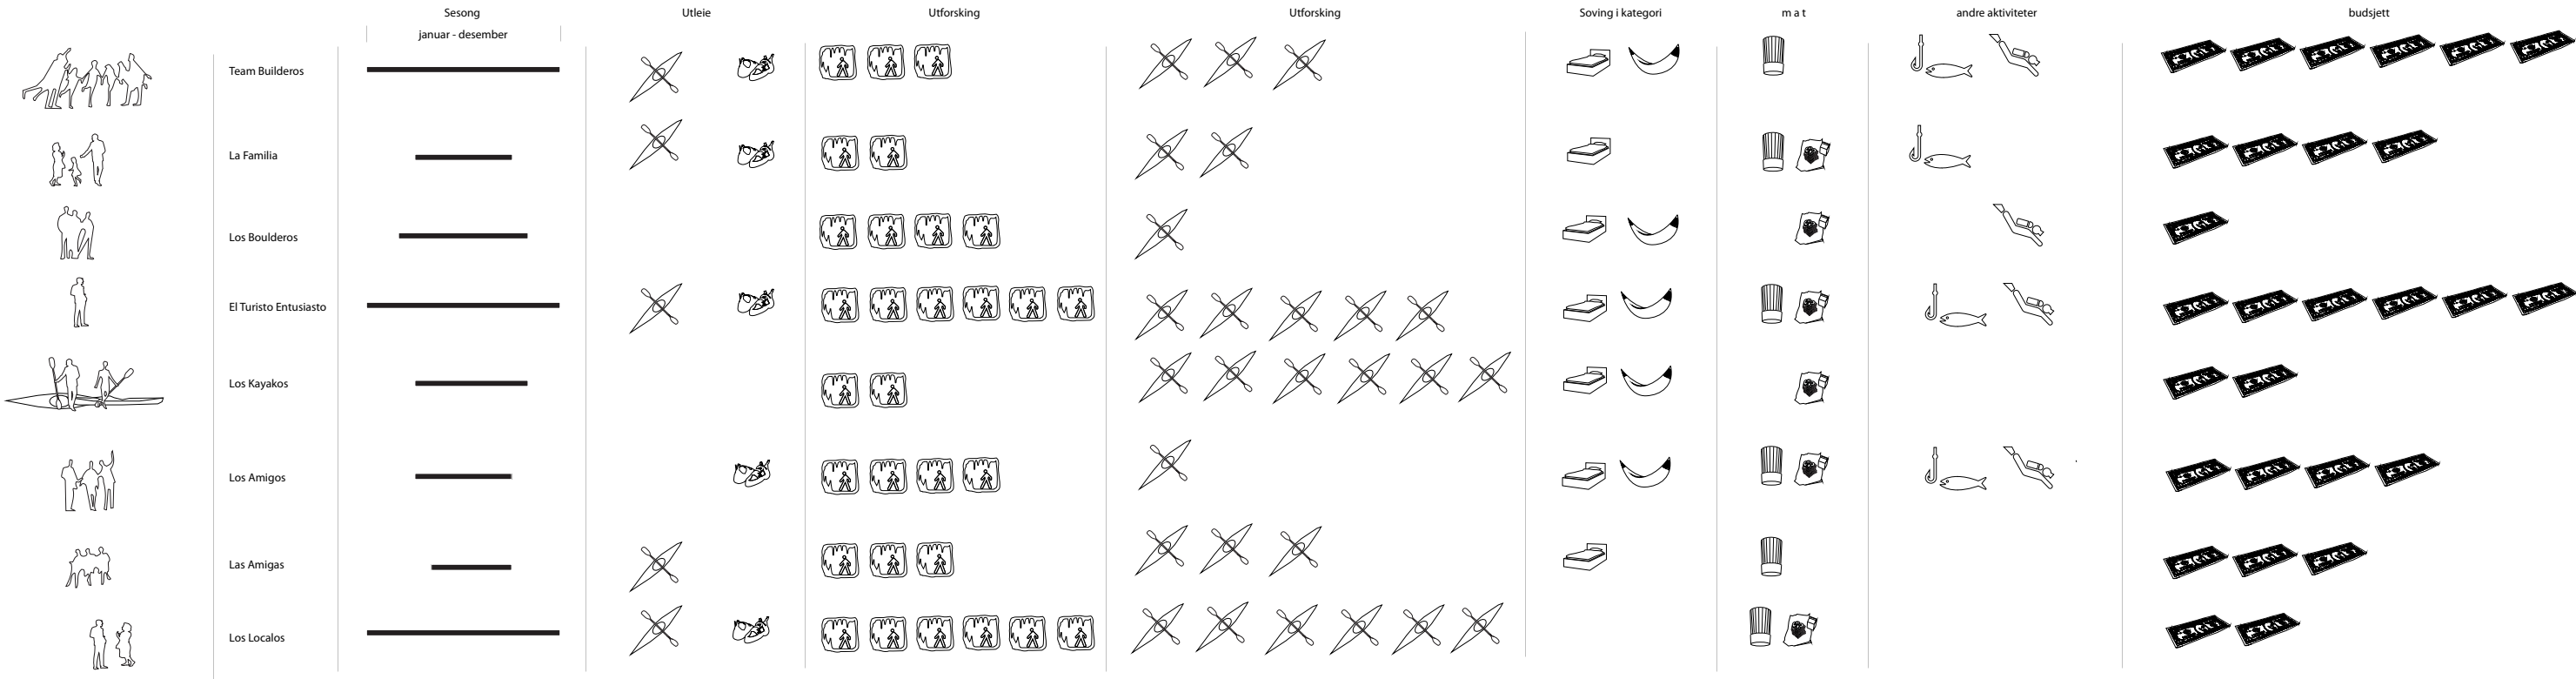 Sesong
Utleie
Utforsking
Utforsking
Soving i kategori
m a t
andre aktiviteter
budsjett
januar - desember
Team Builderos
La Familia
Los Boulderos
El Turisto Entusiasto
Los Kayakos
Los Amigos
Las Amigas
Los Localos